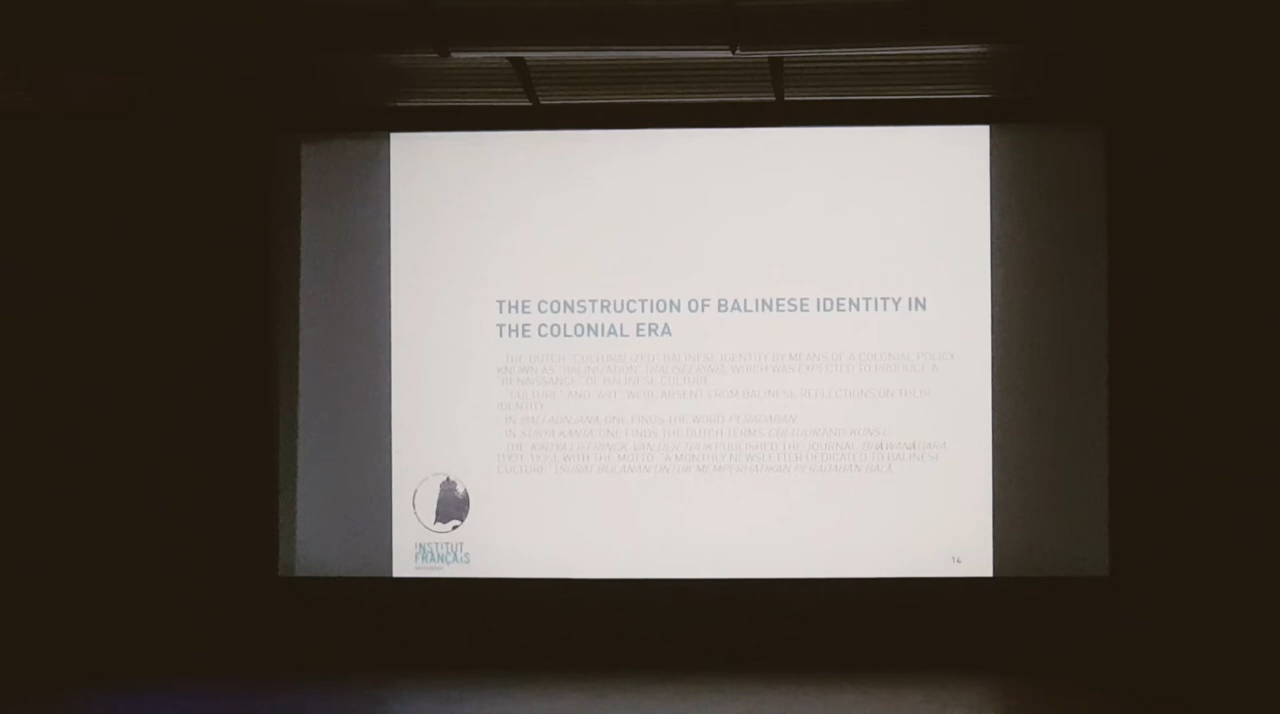 THE CONSTRUCTION OF BALINESE IDENTITY IN
THE COLONIAL ERA
THE DUTCH "CULTURALIZED" BALINESE IDENTITY BY MEANS OF A COLONIAL POLICY
KNOWN AS "BALINIZATION" (BALISEERING), WHICH WAS EXPECTED TO PRODUCE A
"RENAISSANCE" OF BALINESE CULTURE.
"CULTURE" AND "ART" WERE ABSENT FROM BALINESE REFLECTIONS ON THEIR
IDENTITY.
IN BALI ADNJANA, ONE FINDS THE WORD PERADABAN.
IN SURYA KANTA, ONE FINDS THE DUTCH TERMS CULTUUR AND KUNST.
THE KIRTYA LIEFRINCK-VAN DER TUUK PUBLISHED THE JOURNAL BHĀWANĀGARA
WITH THE MOTTO "A MONTHLY NEWSLETTER DEDICATED TO BALINESE
CULTURE" (SURAT BULANAN UNTUK MEMPERHATIKAN PERADABAN BALI).
INSTITUT
FRANÇAIS
14